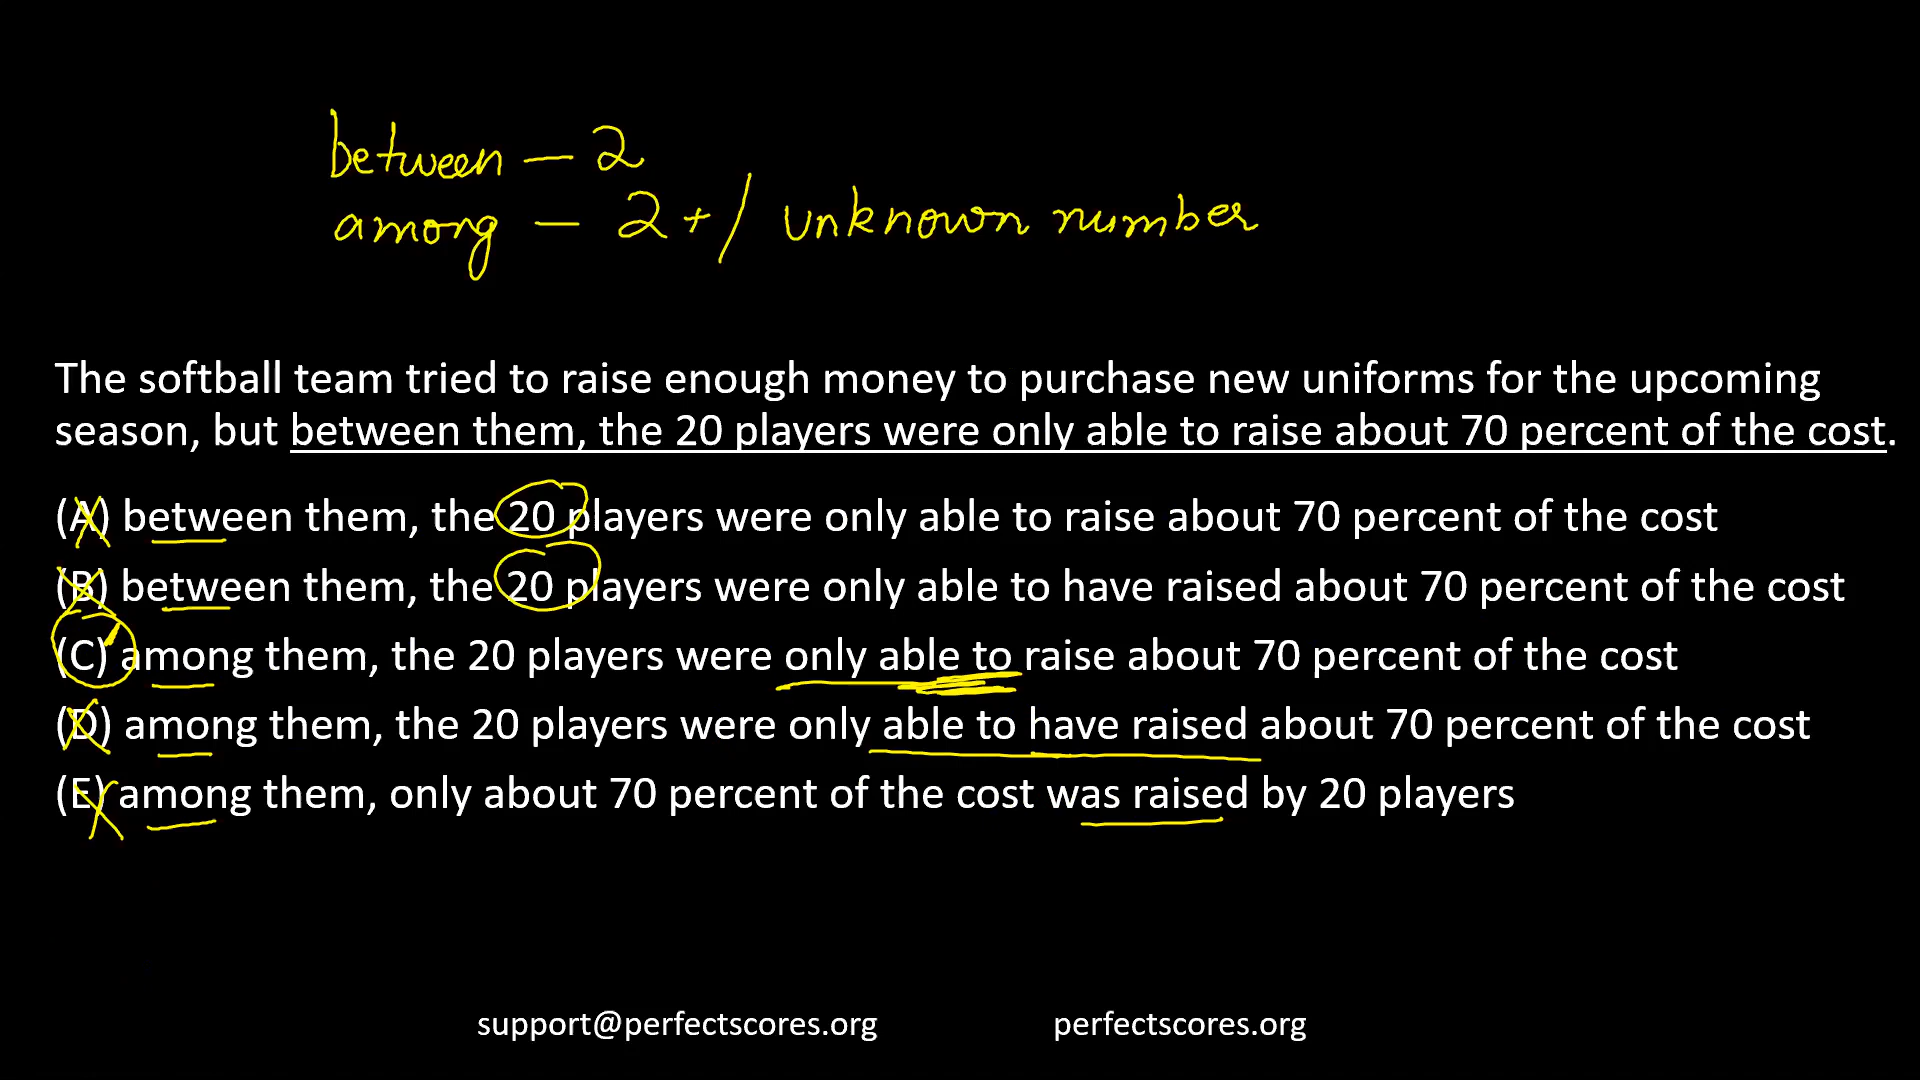 between – 2
among – 2+/ unknown number
The softball team tried to raise enough money to purchase new uniforms for the upcoming
season, but between them, the 20 players were only able to raise about 70 percent of the cost.
(A) between them, the 20 players were only able to raise about 70 percent of the cost
(B) between them, the 20 players were only able to have raised about 70 percent of the cost
(C) among them, the 20 players were only able to raise about 70 percent of the cost
(D) among them, the 20 players were only able to have raised about 70 percent of the cost
(E) among them, only about 70 percent of the cost was raised by 20 players
support@perfectscores.org perfectscores.org